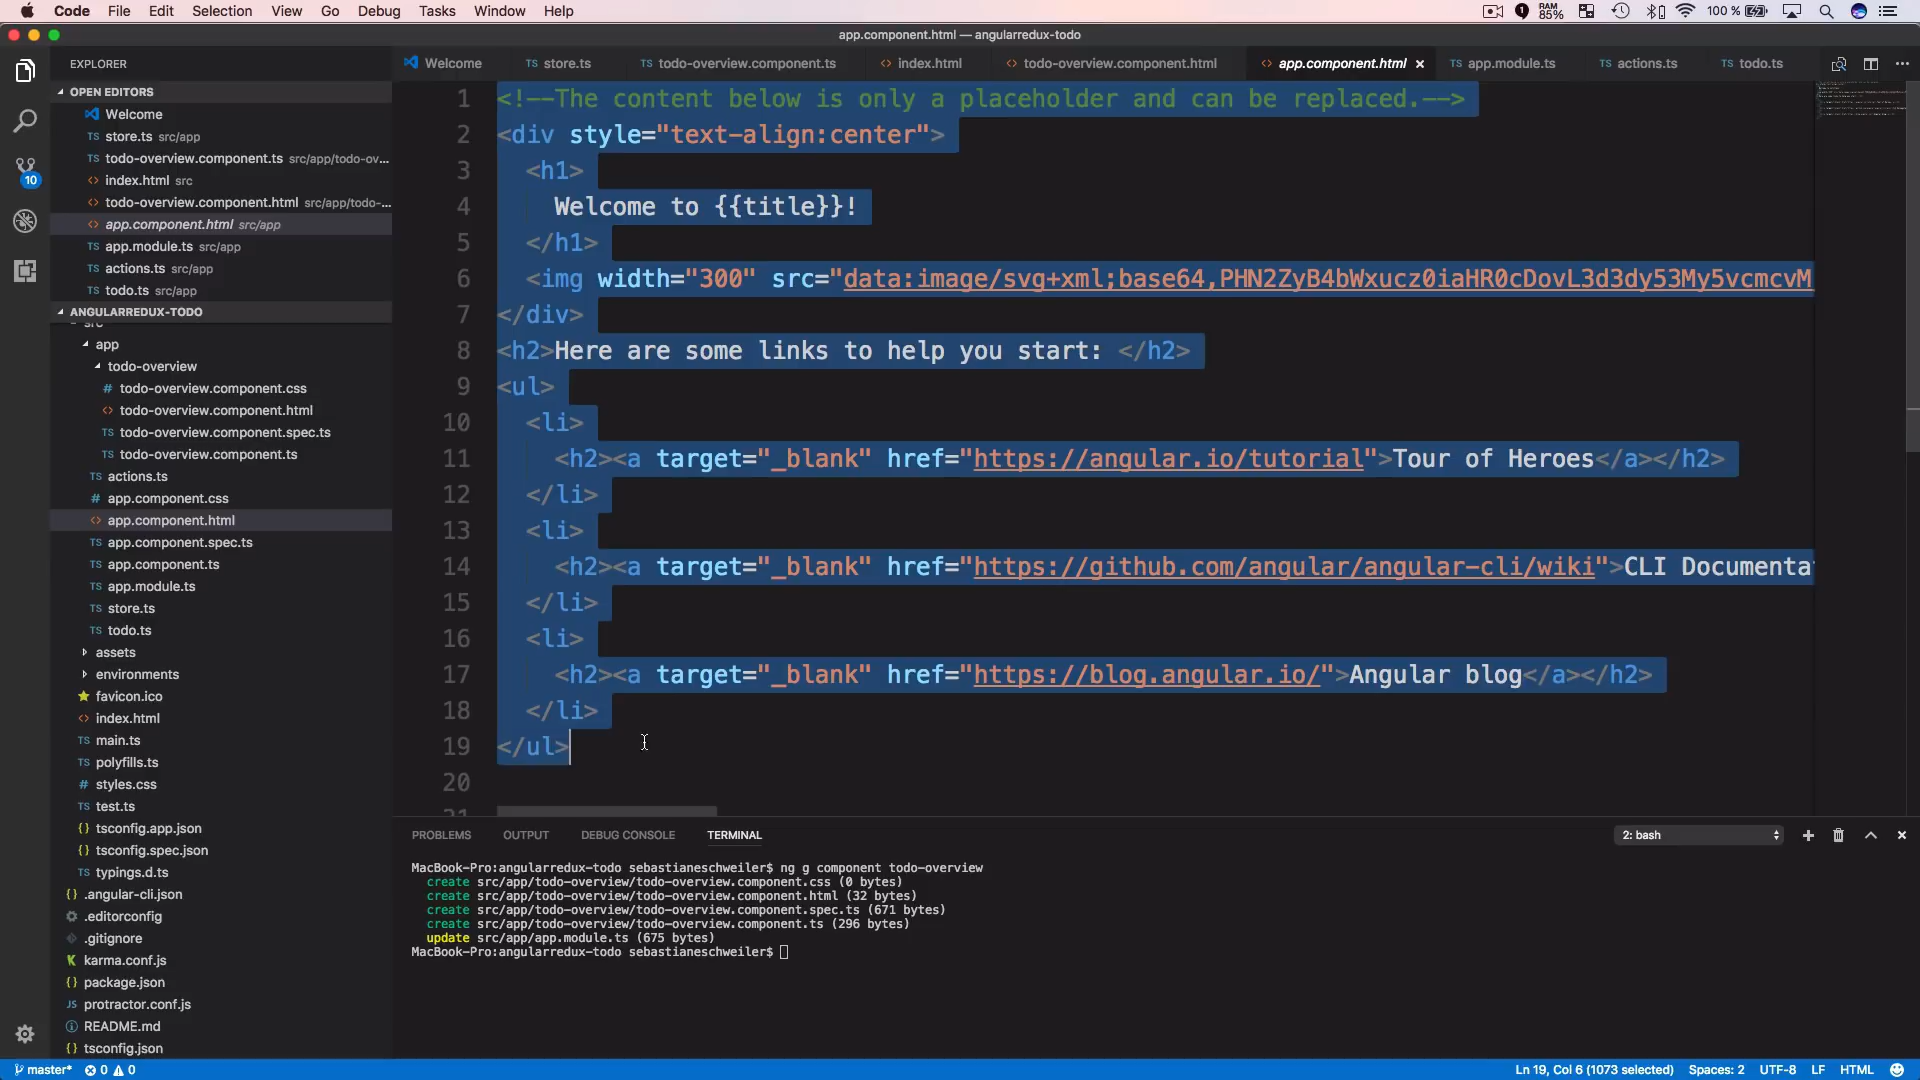 Code File Edit Selection View Go Debug Tasks Window Help RAM 85% 100 %
app.component.html — angularredux-todo
EXPLORER
Welcome store.ts todo-overview.component.ts index.html todo-overview.component.html app.component.html app.module.ts actions.ts todo.ts
OPEN EDITORS
Welcome
store.ts src/app
todo-overview.component.ts src/app/todo-ov...
index.html src
todo-overview.component.html src/app/todo-...
app.component.html src/app
app.module.ts src/app
actions.ts src/app
todo.ts src/app
ANGULARREDUX-TODO
src
app
todo-overview
todo-overview.component.css
todo-overview.component.html
todo-overview.component.spec.ts
todo-overview.component.ts
actions.ts
app.component.css
app.component.html
app.component.spec.ts
app.component.ts
app.module.ts
store.ts
todo.ts
assets
environments
favicon.ico
index.html
main.ts
polyfills.ts
styles.css
test.ts
tsconfig.app.json
tsconfig.spec.json
typings.d.ts
.angular-cli.json
.editorconfig
.gitignore
karma.conf.js
package.json
protractor.conf.js
README.md
tsconfig.json
10
1 <!--The content below is only a placeholder and can be replaced.-->
2 <div style="text-align:center">
3 <h1>
4 Welcome to {{title}}!
5 </h1>
6 <img width="300" src="data:image/svg+xml;base64,PHN2ZyB4bWxucz0iaHR0cDovL3d3dy53My5vcmcvM
7 </div>
8 <h2>Here are some links to help you start: </h2>
9 <ul>
10 <li>
11 <h2><a target="_blank" href="https://angular.io/tutorial">Tour of Heroes</a></h2>
12 </li>
13 <li>
14 <h2><a target="_blank" href="https://github.com/angular/angular-cli/wiki">CLI Documenta
15 </li>
16 <li>
17 <h2><a target="_blank" href="https://blog.angular.io/">Angular blog</a></h2>
18 </li>
19 </ul>
20
21
PROBLEMS OUTPUT DEBUG CONSOLE TERMINAL 2: bash
MacBook-Pro:angularredux-todo sebastianeschweiler$ ng g component todo-overview
create src/app/todo-overview/todo-overview.component.css (0 bytes)
create src/app/todo-overview/todo-overview.component.html (32 bytes)
create src/app/todo-overview/todo-overview.component.spec.ts (671 bytes)
create src/app/todo-overview/todo-overview.component.ts (296 bytes)
update src/app/app.module.ts (675 bytes)
MacBook-Pro:angularredux-todo sebastianeschweiler$
master* 0 0 Ln 19, Col 6 (1073 selected) Spaces: 2 UTF-8 LF HTML